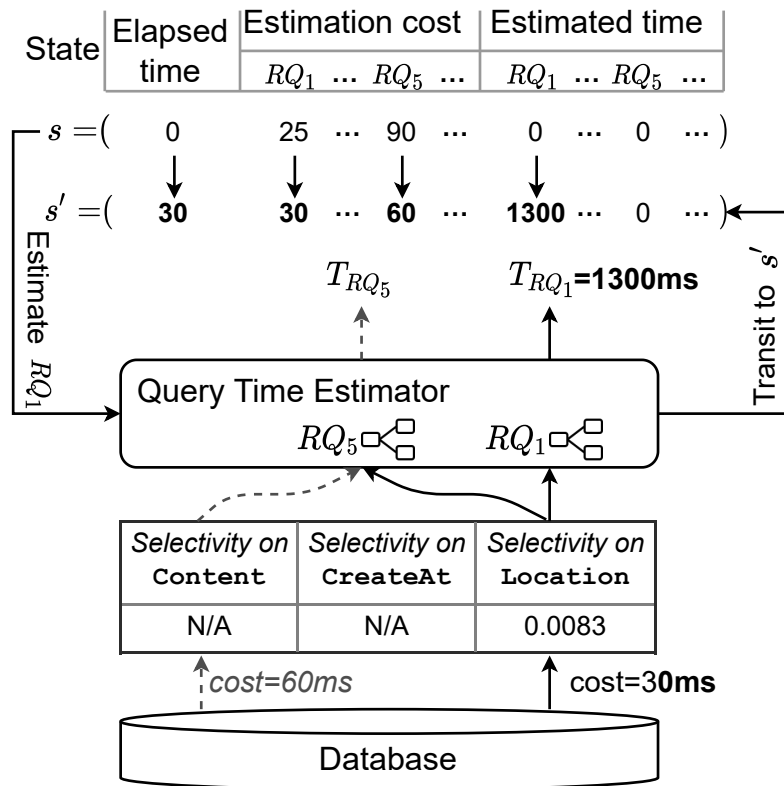 State Elapsed time Estimation cost Estimated time
RQ₁ ... RQ₅ ... RQ₁ ... RQ₅ ...
s =( 0 25 ... 90 ... 0 ... 0 ... )
s′ =( 30 30 ... 60 ... 1300 ... 0 ... )
Estimate RQ₁
T_RQ₅ T_RQ₁=1300ms
Transit to s′
Query Time Estimator
RQ₅ RQ₁
Selectivity on Content Selectivity on CreateAt Selectivity on Location
N/A N/A 0.0083
cost=60ms cost=30ms
Database